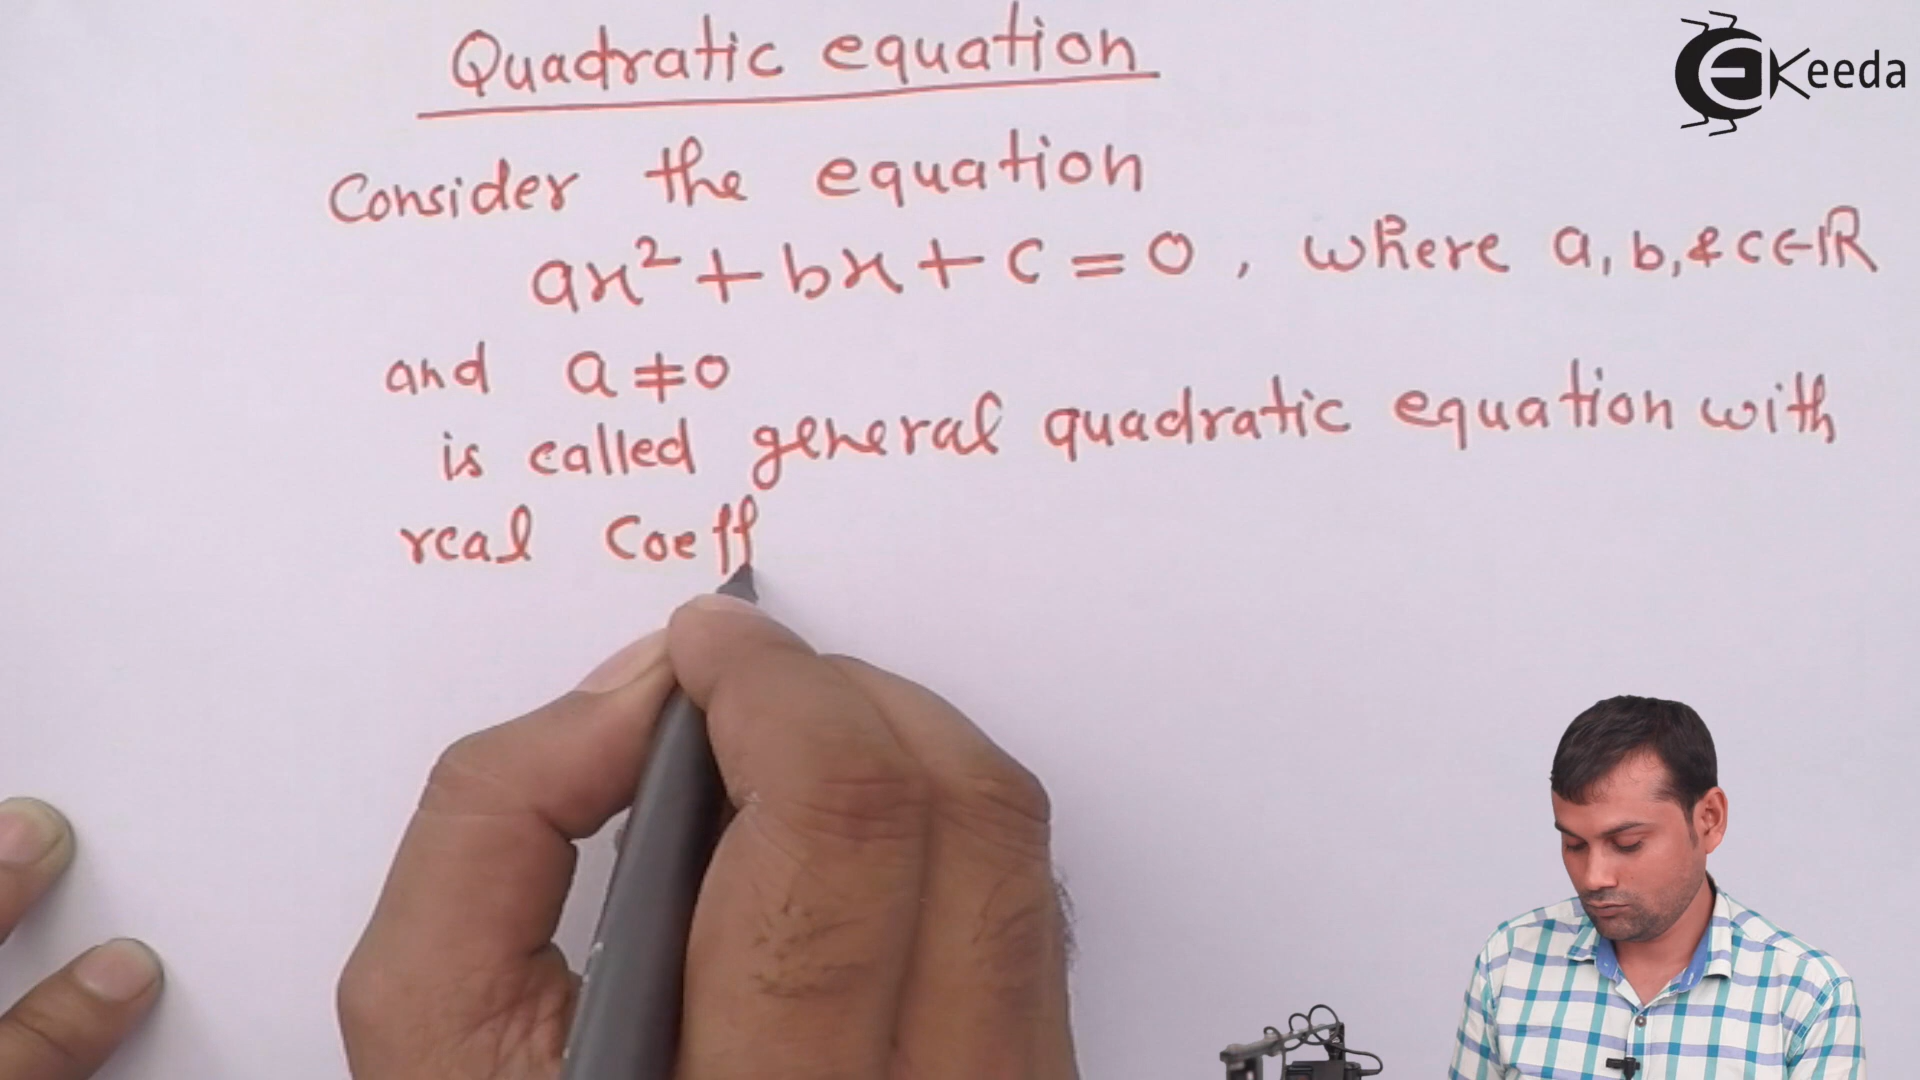 Quadratic equation
Ekeeda
Consider the equation
ax² + bx + c = 0 , where a, b, & c ∈ ℝ
and a ≠ 0
is called general quadratic equation with
real Coeff